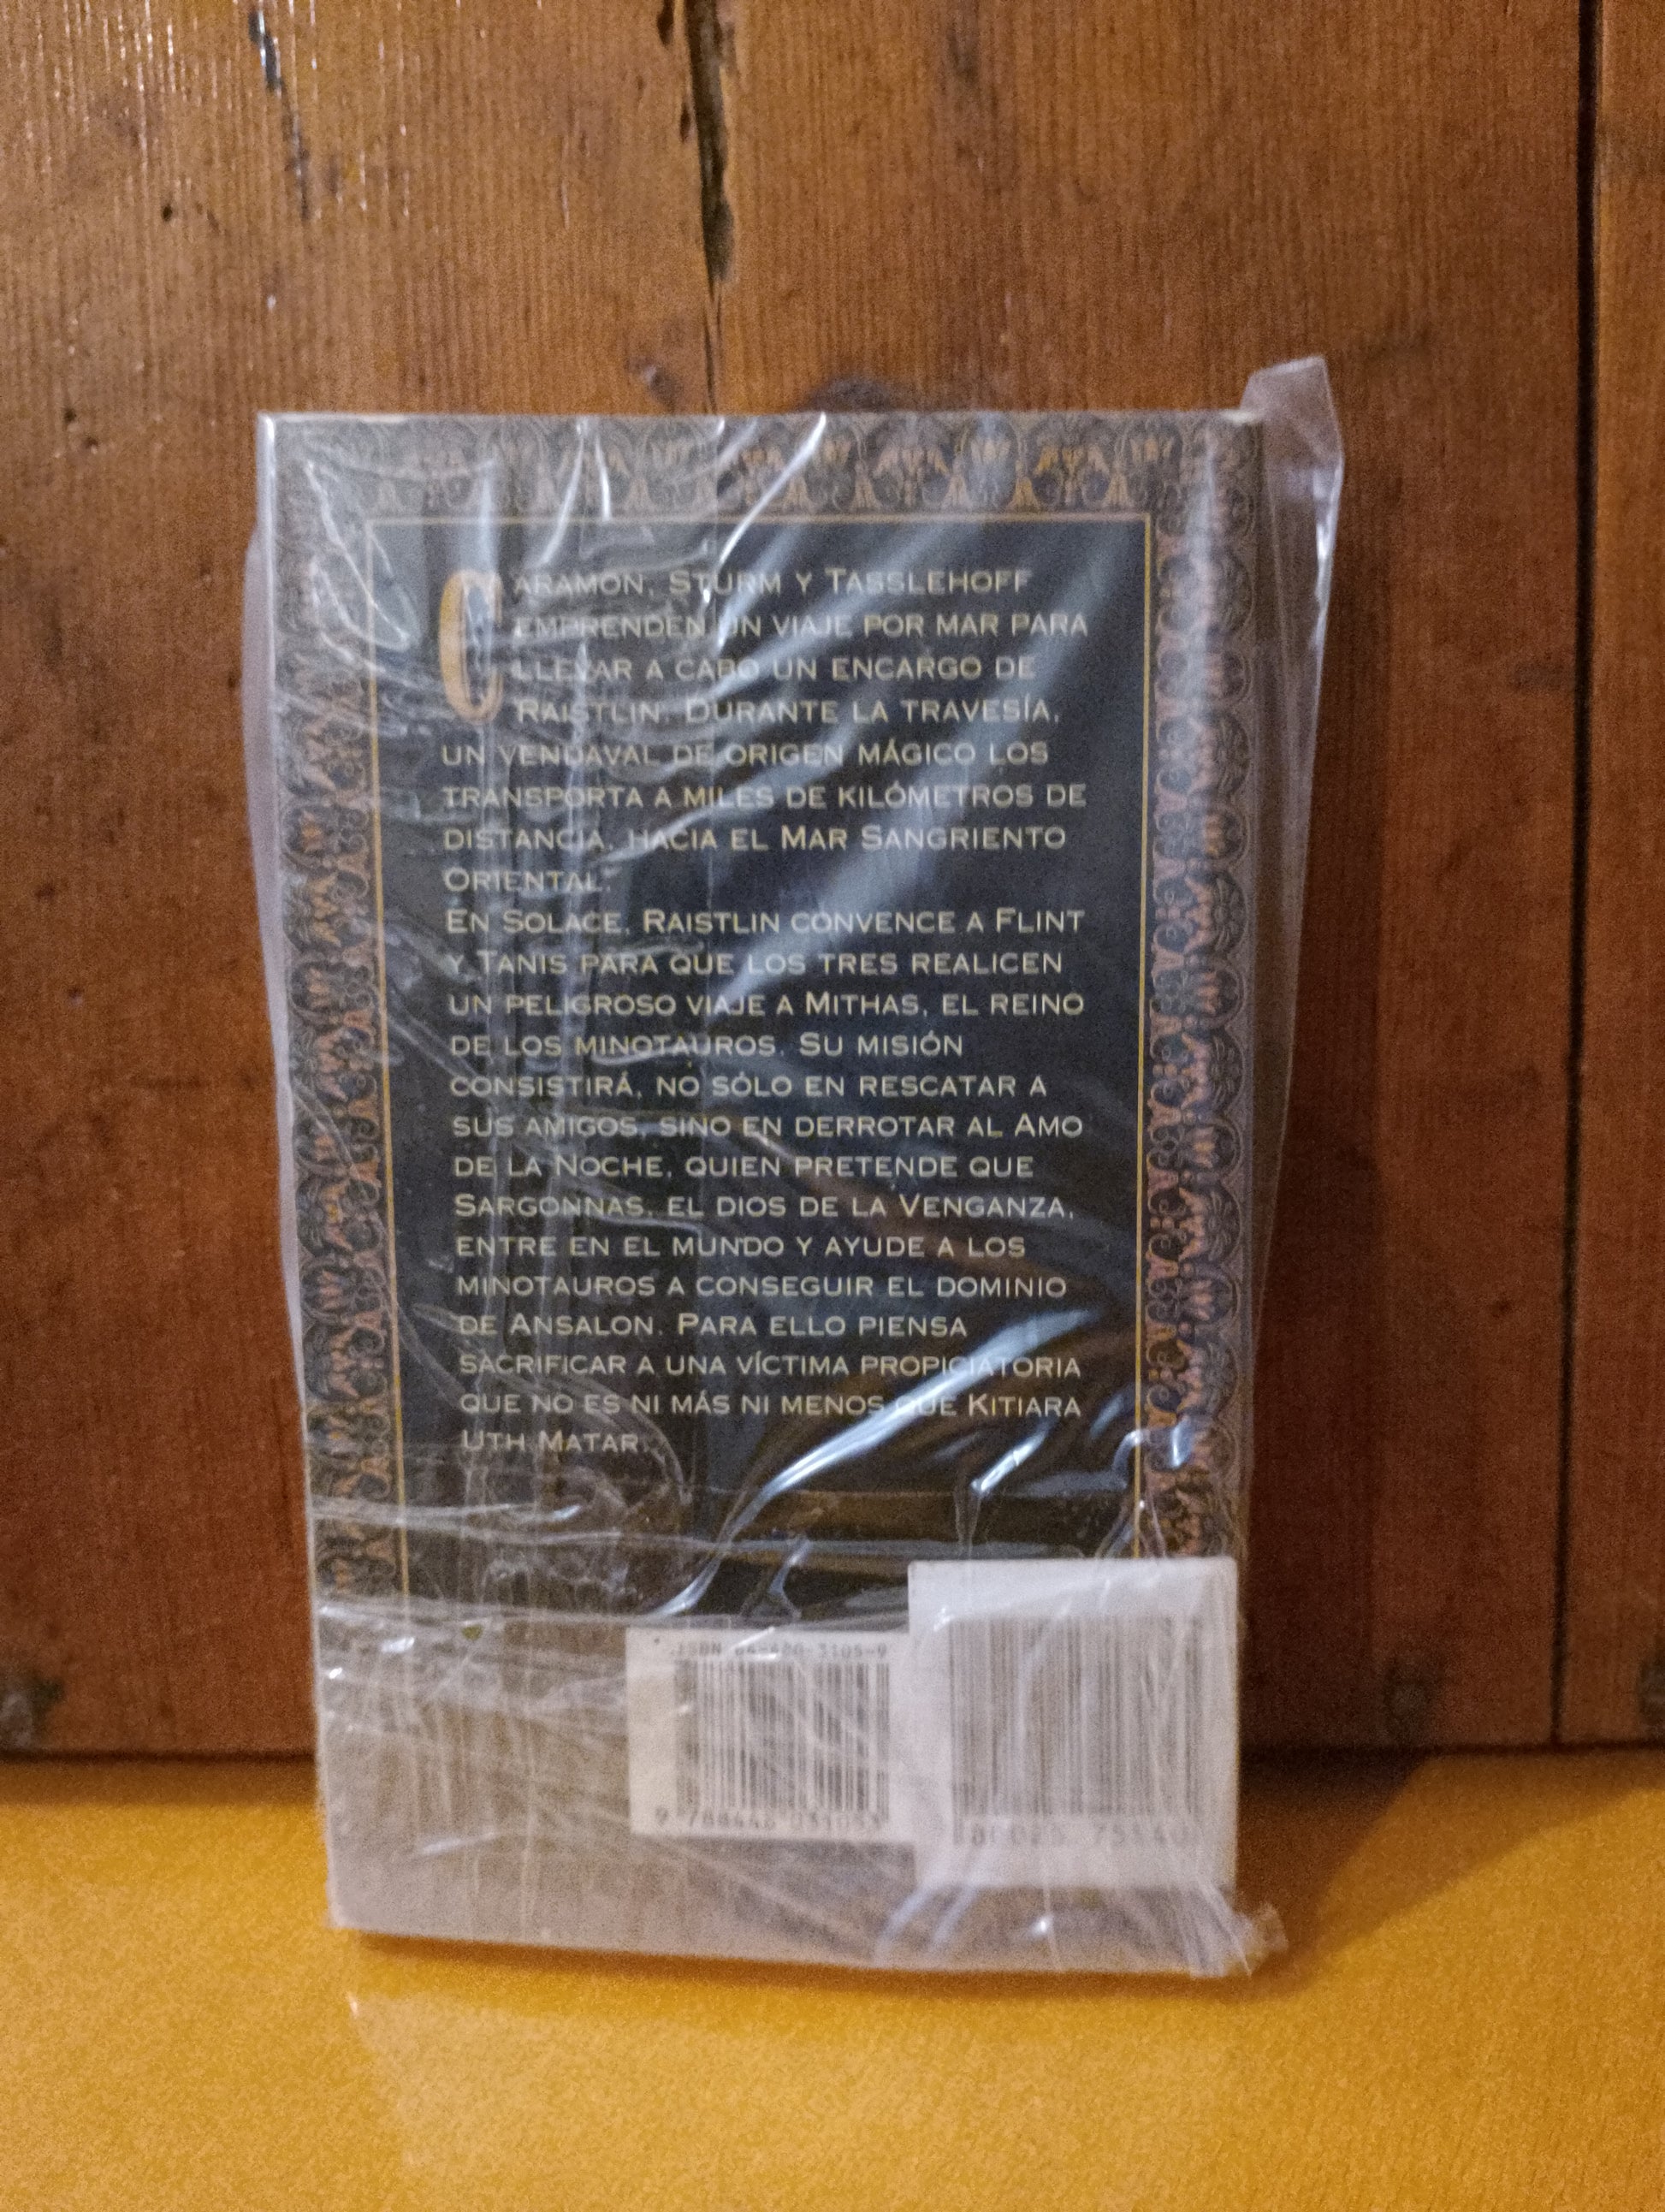 CARAMON, STURM Y TASSLEHOFF
EMPRENDEN UN VIAJE POR MAR PARA
LLEVAR A CABO UN ENCARGO DE
RAISTLIN. DURANTE LA TRAVESÍA,
UN VENDAVAL DE ORIGEN MÁGICO LOS
TRANSPORTA A MILES DE KILÓMETROS DE
DISTANCIA, HACIA EL MAR SANGRIENTO
ORIENTAL.
EN SOLACE, RAISTLIN CONVENCE A FLINT
Y TANIS PARA QUE LOS TRES REALICEN
UN PELIGROSO VIAJE A MITHAS, EL REINO
DE LOS MINOTAUROS. SU MISIÓN
CONSISTIRÁ, NO SÓLO EN RESCATAR A
SUS AMIGOS, SINO EN DERROTAR AL AMO
DE LA NOCHE, QUIEN PRETENDE QUE
SARGONNAS, EL DIOS DE LA VENGANZA,
ENTRE EN EL MUNDO Y AYUDE A LOS
MINOTAUROS A CONSEGUIR EL DOMINIO
DE ANSALON. PARA ELLO PIENSA
SACRIFICAR A UNA VÍCTIMA PROPICIATORIA
QUE NO ES NI MÁS NI MENOS QUE KITIARA
UTH MATAR.
ISBN
9 788448 031053